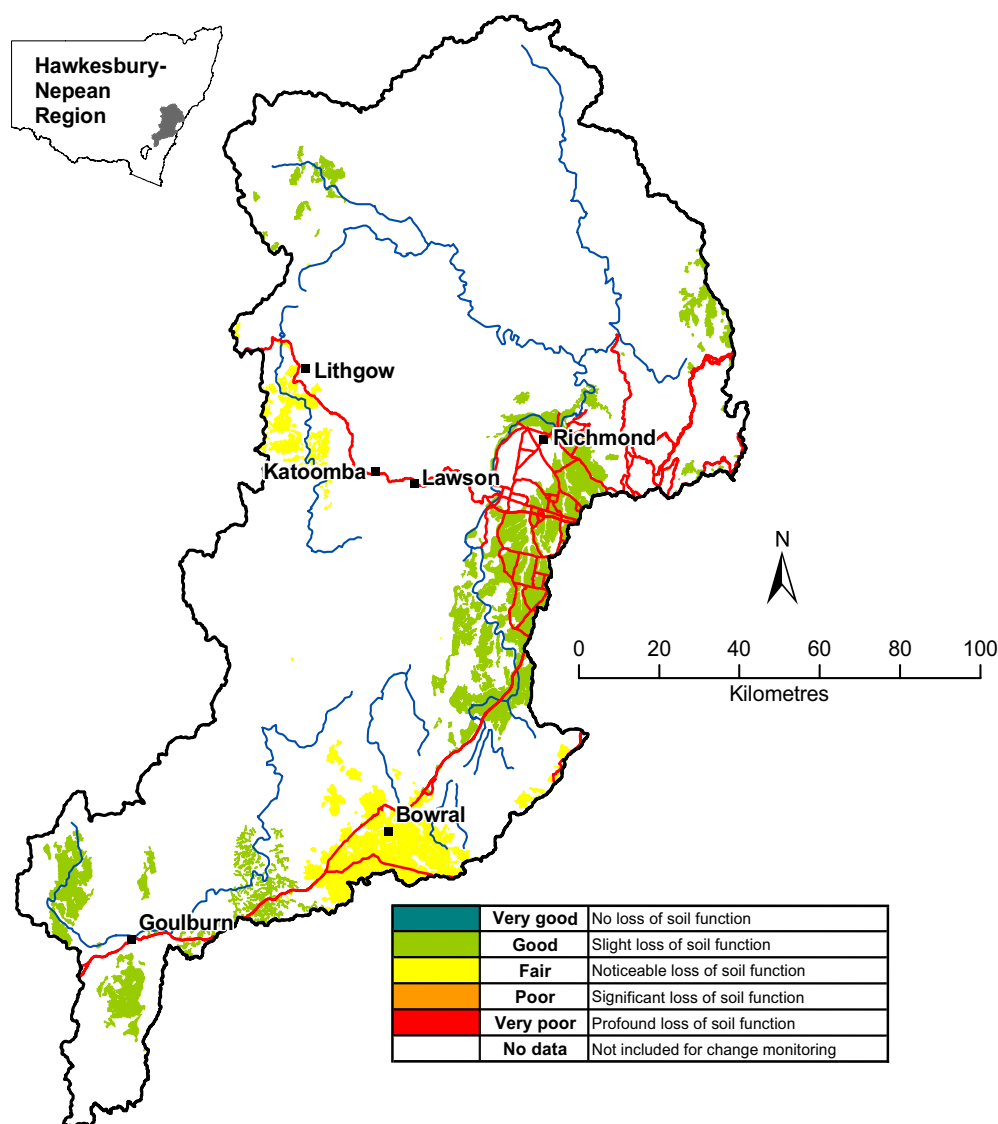 Hawkesbury-
Nepean
Region
Lithgow
Richmond
Katoomba
Lawson
N
0 20 40 60 80 100
Kilometres
Bowral
Goulburn
Very good No loss of soil function
Good Slight loss of soil function
Fair Noticeable loss of soil function
Poor Significant loss of soil function
Very poor Profound loss of soil function
No data Not included for change monitoring